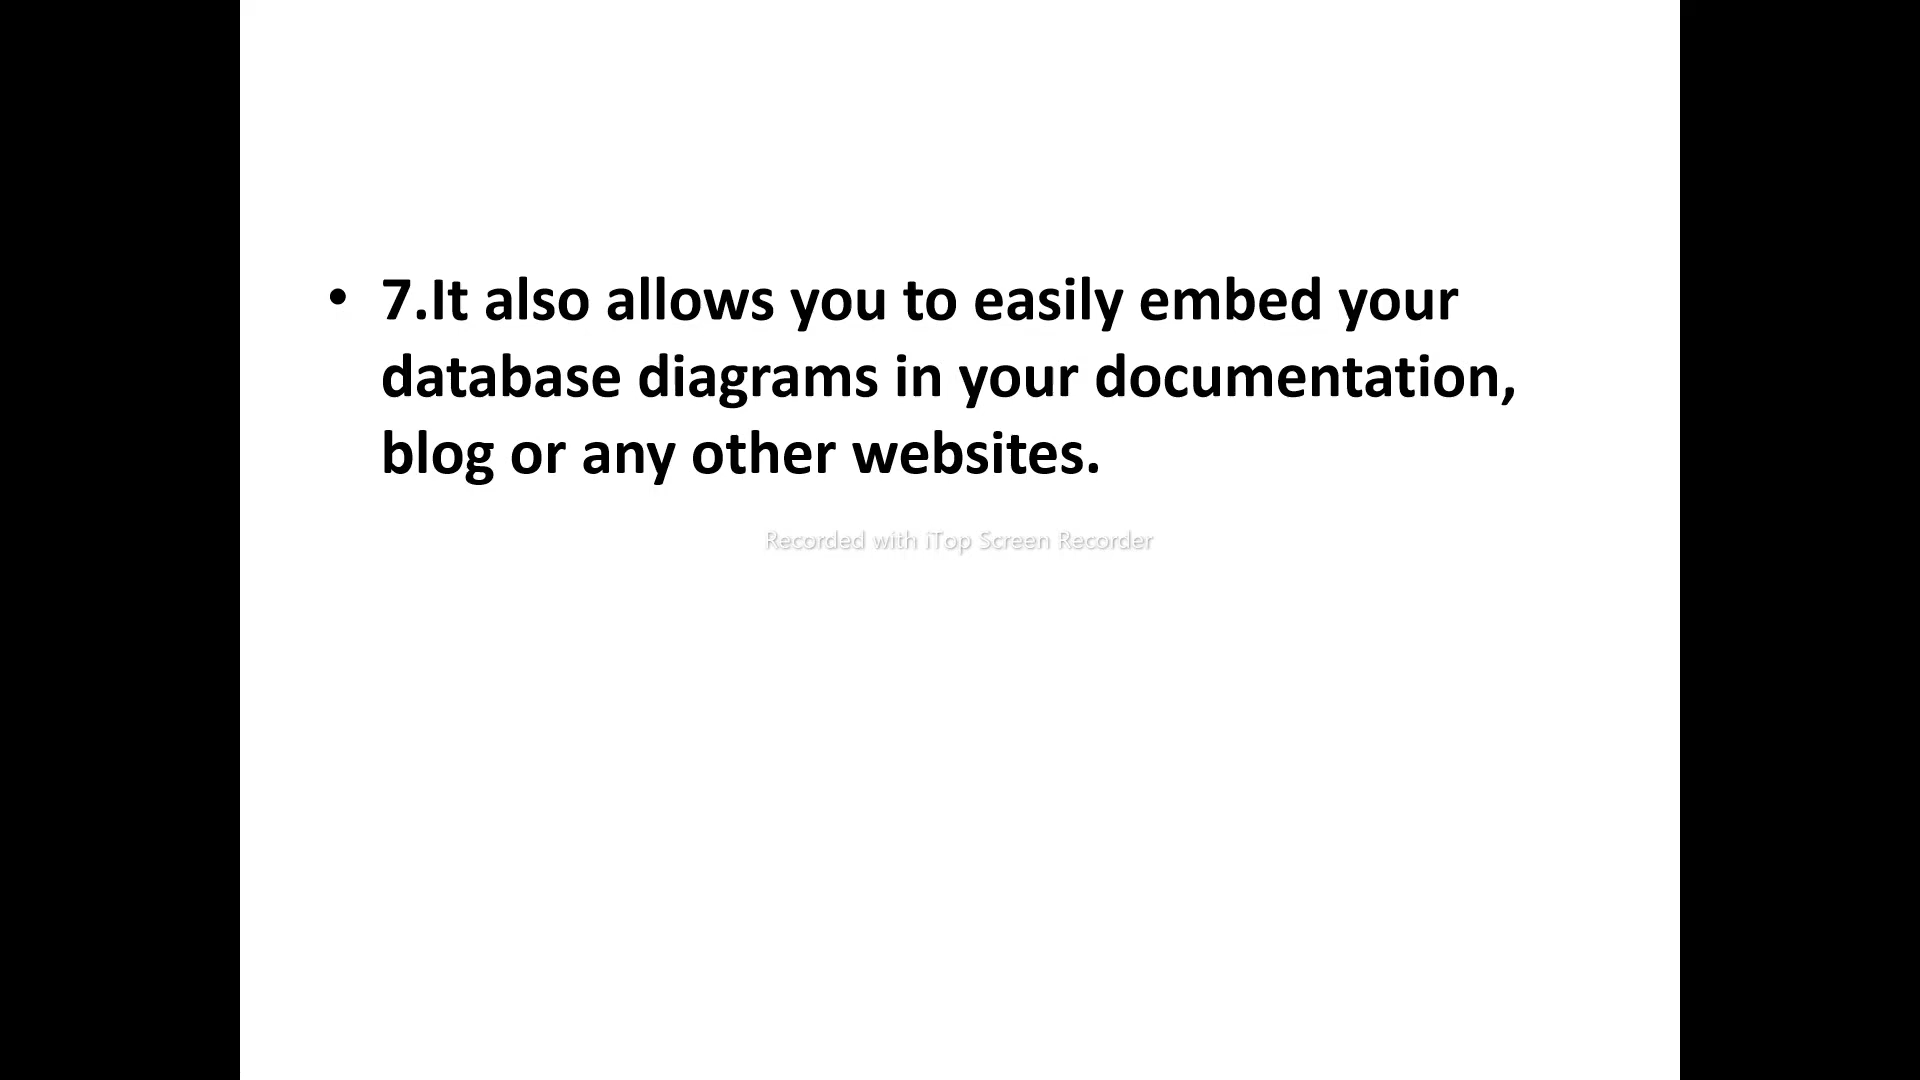 • 7.It also allows you to easily embed your
database diagrams in your documentation,
blog or any other websites.
Recorded with iTop Screen Recorder